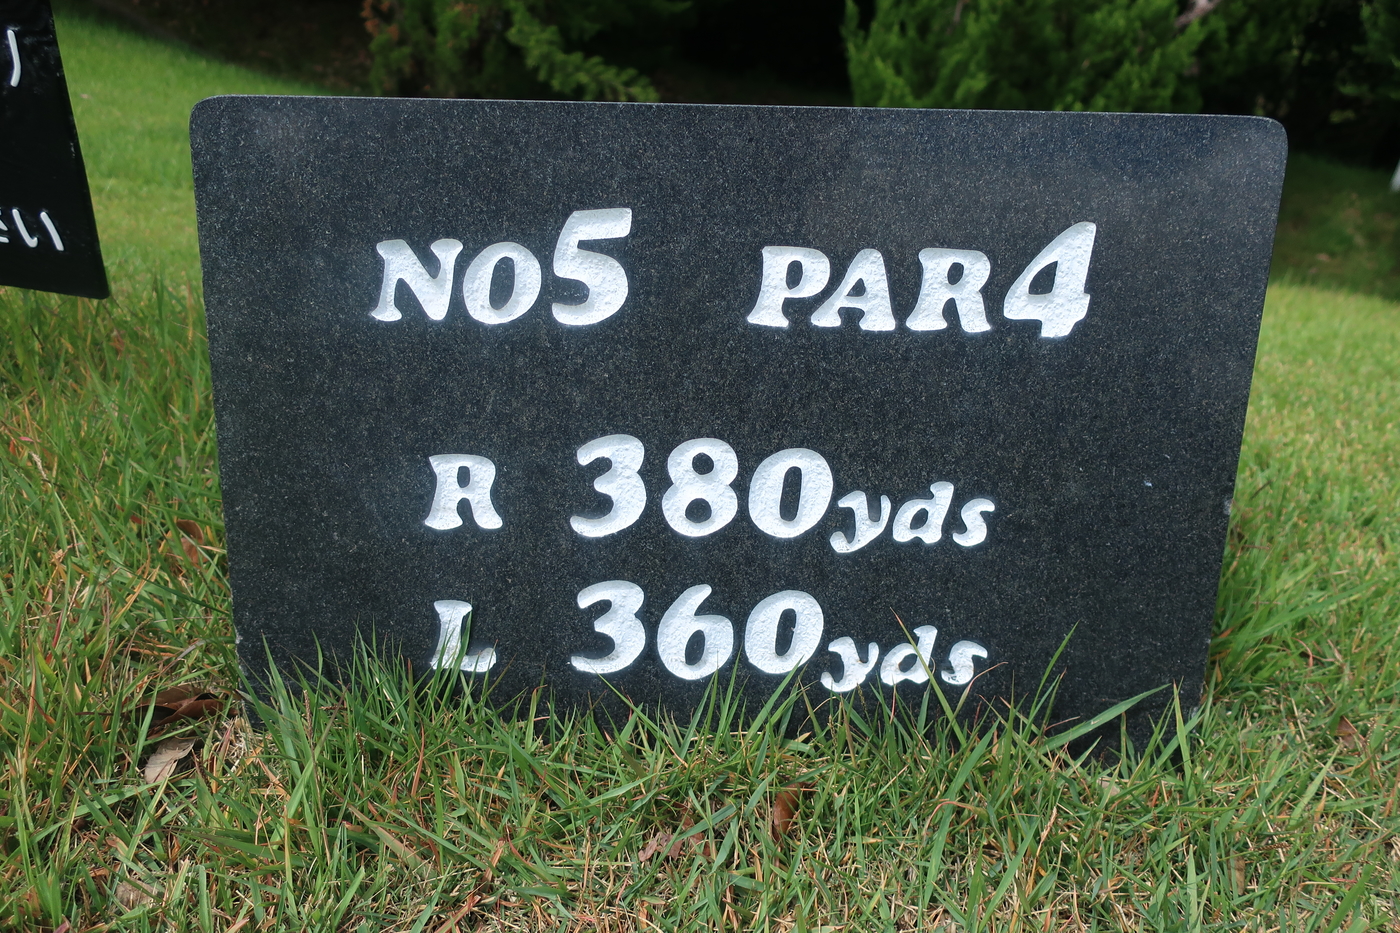 NO5 PAR4
R 380yds
L 360yds